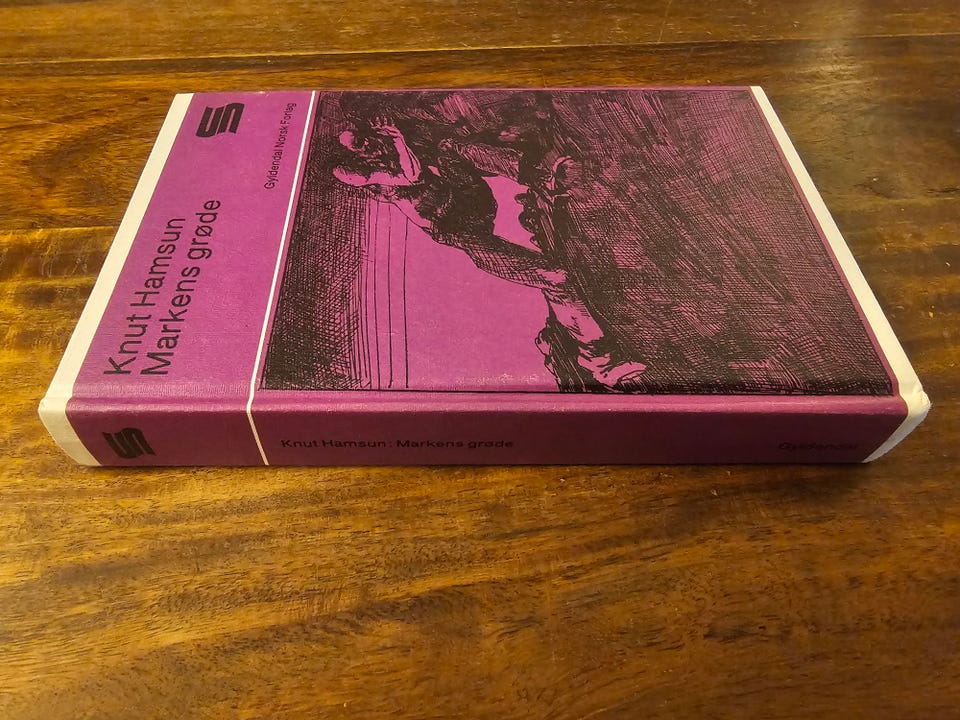 Knut Hamsun
Markens grøde
Gyldendal Norsk Forlag
Knut Hamsun: Markens grøde
Gyldendal